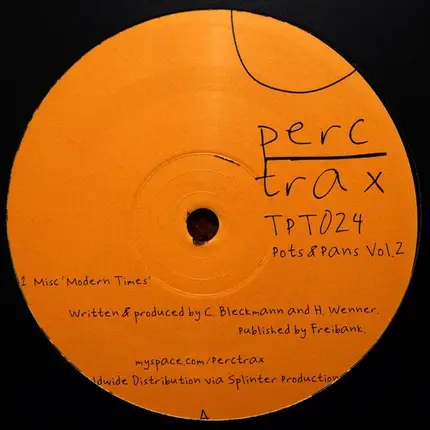 perc
trax
TPT024
Pots & Pans Vol.2
1 Misc 'Modern Times'
Written & produced by C. Bleckmann and H. Wenner.
Published by Freibank.
myspace.com/perctrax
ldwide Distribution via Splinter Production
A